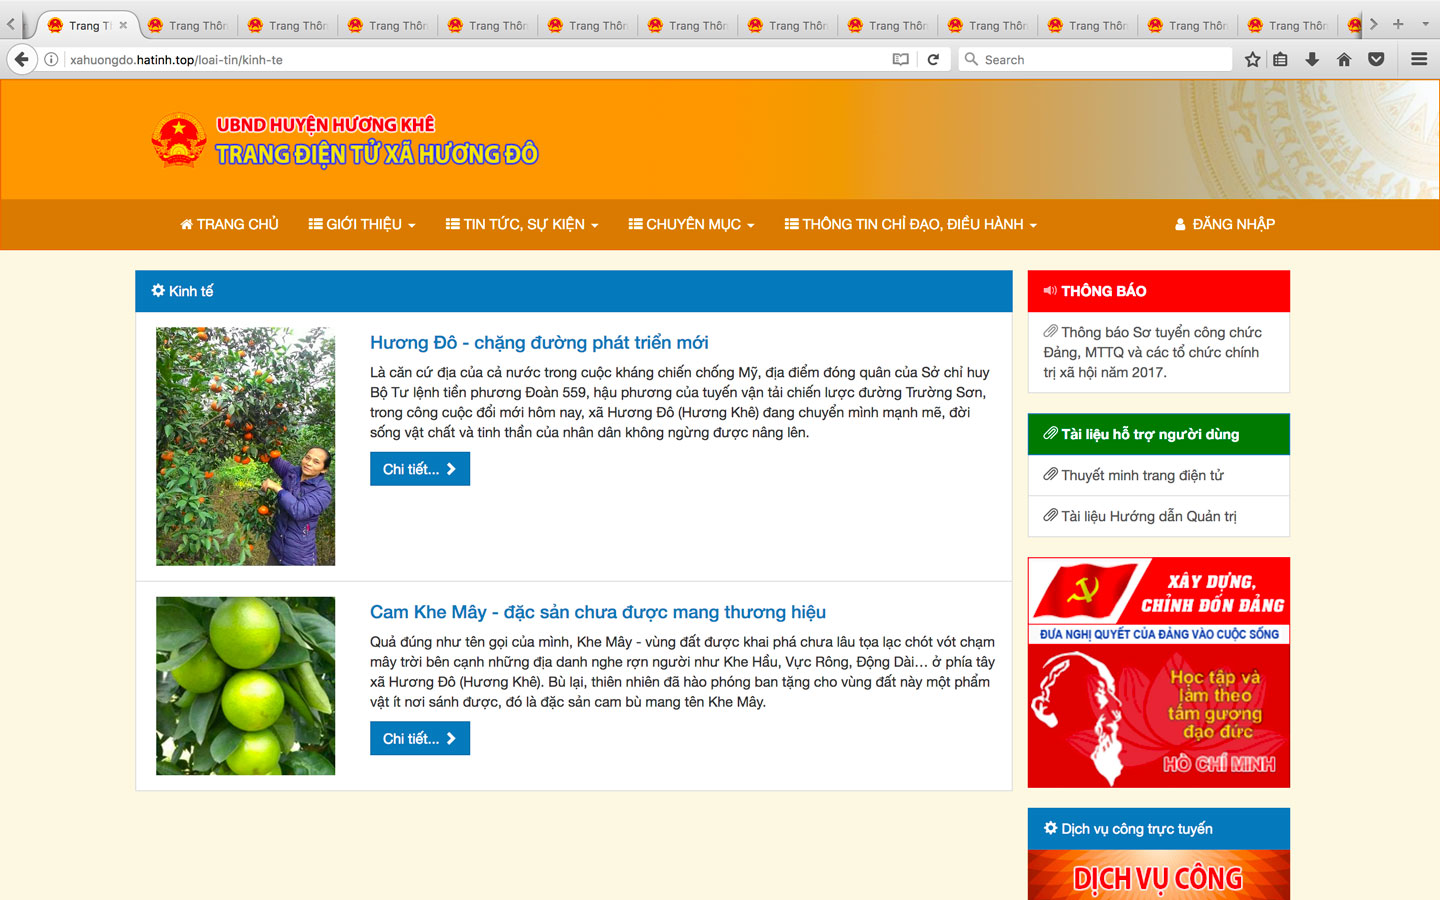 Trang T
Trang Thôn
Trang Thôn
Trang Thôn
Trang Thôn
Trang Thôn
Trang Thôn
Trang Thôn
Trang Thôn
Trang Thôn
Trang Thôn
Trang Thôn
Trang Thôn
xahuongdo.hatinh.top/loai-tin/kinh-te
Search
UBND HUYỆN HƯƠNG KHÊ
TRANG ĐIỆN TỬ XÃ HƯƠNG ĐÔ
TRANG CHỦ
GIỚI THIỆU
TIN TỨC, SỰ KIỆN
CHUYÊN MỤC
THÔNG TIN CHỈ ĐẠO, ĐIỀU HÀNH
ĐĂNG NHẬP
Kinh tế
Hương Đô - chặng đường phát triển mới
Là căn cứ địa của cả nước trong cuộc kháng chiến chống Mỹ, địa điểm đóng quân của Sở chỉ huy
Bộ Tư lệnh tiền phương Đoàn 559, hậu phương của tuyến vận tải chiến lược đường Trường Sơn,
trong công cuộc đổi mới hôm nay, xã Hương Đô (Hương Khê) đang chuyển mình mạnh mẽ, đời
sống vật chất và tinh thần của nhân dân không ngừng được nâng lên.
Chi tiết...
Cam Khe Mây - đặc sản chưa được mang thương hiệu
Quả đúng như tên gọi của mình, Khe Mây - vùng đất được khai phá chưa lâu tọa lạc chót vót chạm
mây trời bên cạnh những địa danh nghe rợn người như Khe Hầu, Vực Rông, Động Dài... ở phía tây
xã Hương Đô (Hương Khê). Bù lại, thiên nhiên đã hào phóng ban tặng cho vùng đất này một phẩm
vật ít nơi sánh được, đó là đặc sản cam bù mang tên Khe Mây.
Chi tiết...
THÔNG BÁO
Thông báo Sơ tuyển công chức
Đảng, MTTQ và các tổ chức chính
trị xã hội năm 2017.
Tài liệu hỗ trợ người dùng
Thuyết minh trang điện tử
Tài liệu Hướng dẫn Quản trị
XÂY DỰNG,
CHỈNH ĐỐN ĐẢNG
ĐƯA NGHỊ QUYẾT CỦA ĐẢNG VÀO CUỘC SỐNG
Học tập và
làm theo
tấm gương
đạo đức
HỒ CHÍ MINH
Dịch vụ công trực tuyến
DỊCH VỤ CÔNG